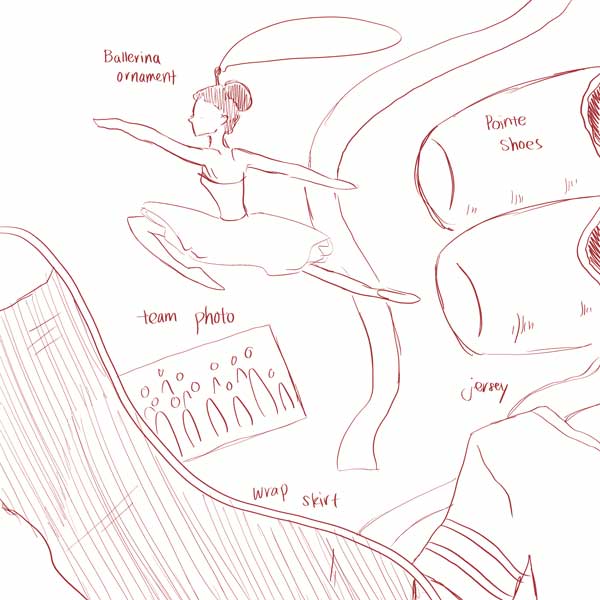 Ballerina
ornament
Pointe
Shoes
team photo
jersey
wrap skirt